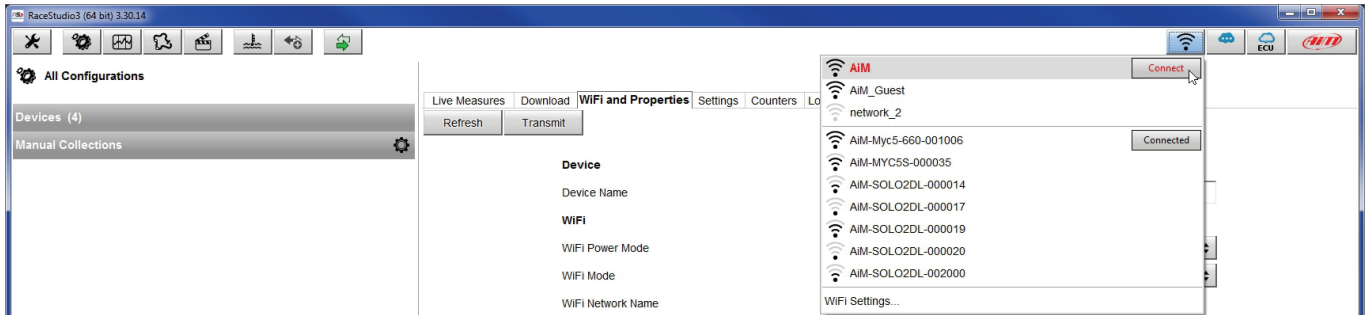 RaceStudio3 (64 bit) 3.30.14
ECU
AiM
All Configurations
Devices (4)
Manual Collections
Live Measures Download WiFi and Properties Settings Counters Lo
Refresh Transmit
Device
Device Name
WiFi
WiFi Power Mode
WiFi Mode
WiFi Network Name
AiM Connect
AiM_Guest
network_2
AiM-Myc5-660-001006 Connected
AiM-MYC5S-000035
AiM-SOLO2DL-000014
AiM-SOLO2DL-000017
AiM-SOLO2DL-000019
AiM-SOLO2DL-000020
AiM-SOLO2DL-002000
WiFi Settings...